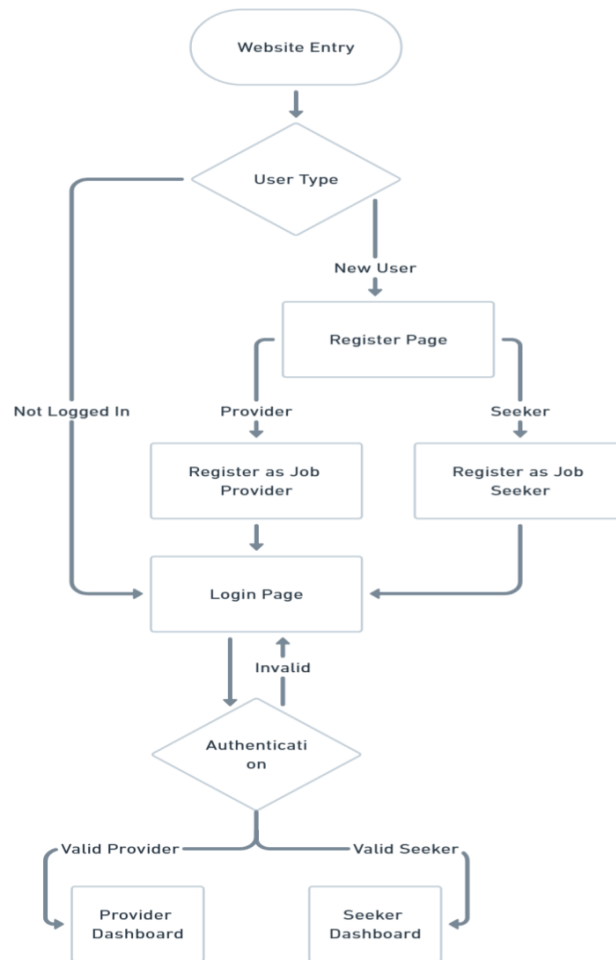 Website Entry
User Type
New User
Register Page
Not Logged In
Provider
Seeker
Register as Job
Provider
Register as Job
Seeker
Login Page
Invalid
Authenticati
on
Valid Provider
Valid Seeker
Provider
Dashboard
Seeker
Dashboard